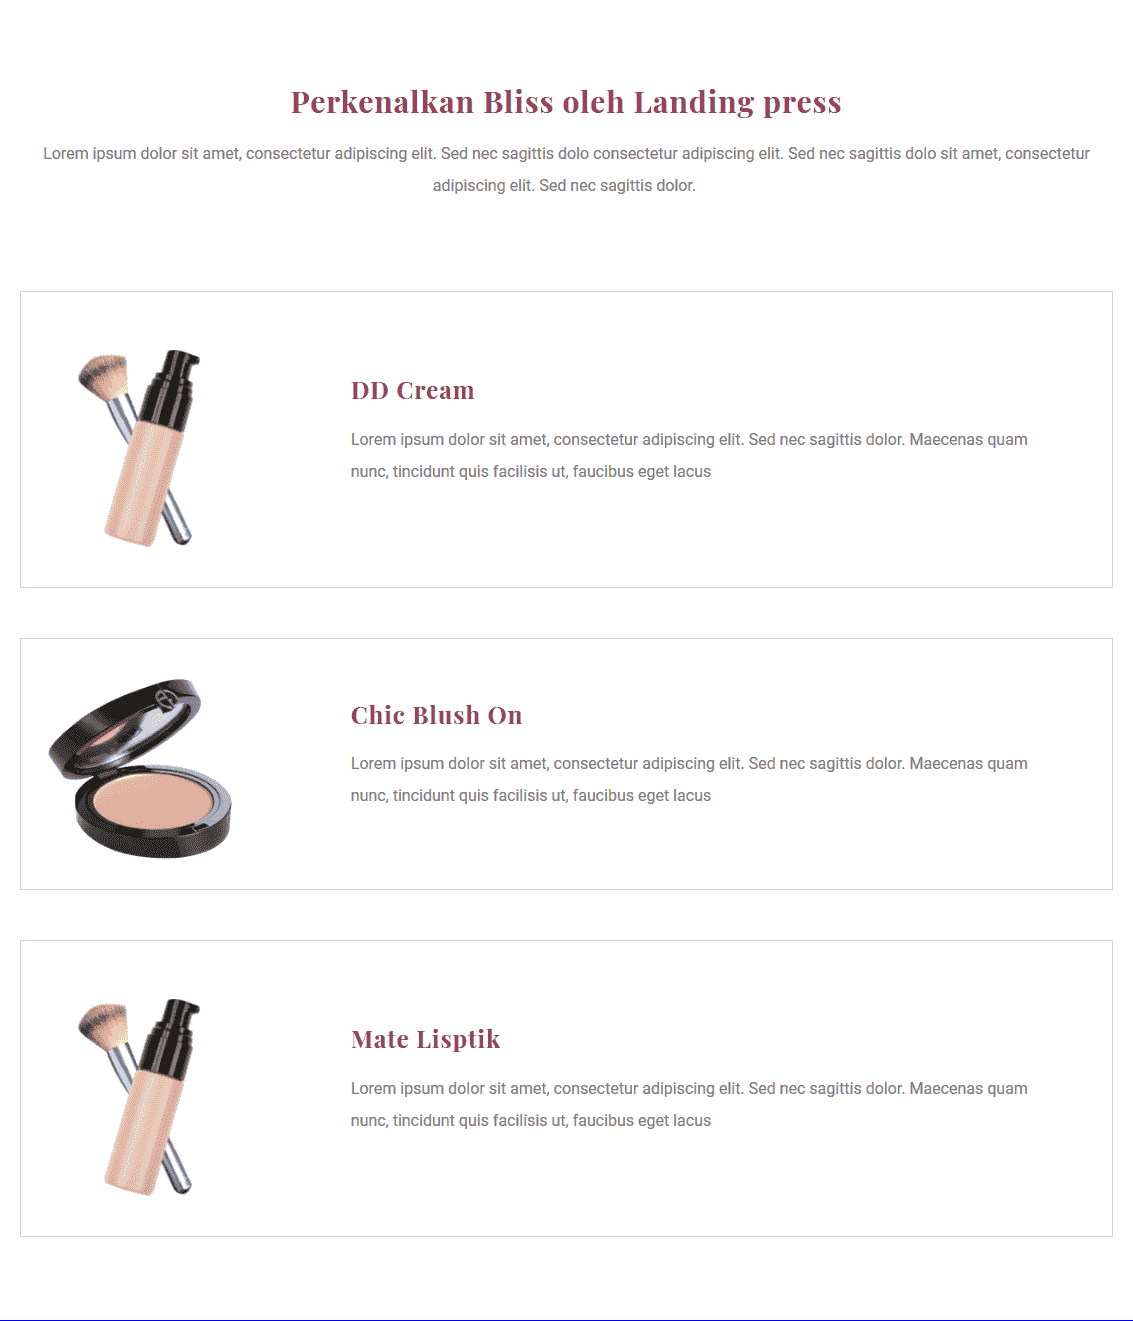 Perkenalkan Bliss oleh Landing press
Lorem ipsum dolor sit amet, consectetur adipiscing elit. Sed nec sagittis dolo consectetur adipiscing elit. Sed nec sagittis dolo sit amet, consectetur
adipiscing elit. Sed nec sagittis dolor.
DD Cream
Lorem ipsum dolor sit amet, consectetur adipiscing elit. Sed nec sagittis dolor. Maecenas quam
nunc, tincidunt quis facilisis ut, faucibus eget lacus
Chic Blush On
Lorem ipsum dolor sit amet, consectetur adipiscing elit. Sed nec sagittis dolor. Maecenas quam
nunc, tincidunt quis facilisis ut, faucibus eget lacus
Mate Lisptik
Lorem ipsum dolor sit amet, consectetur adipiscing elit. Sed nec sagittis dolor. Maecenas quam
nunc, tincidunt quis facilisis ut, faucibus eget lacus